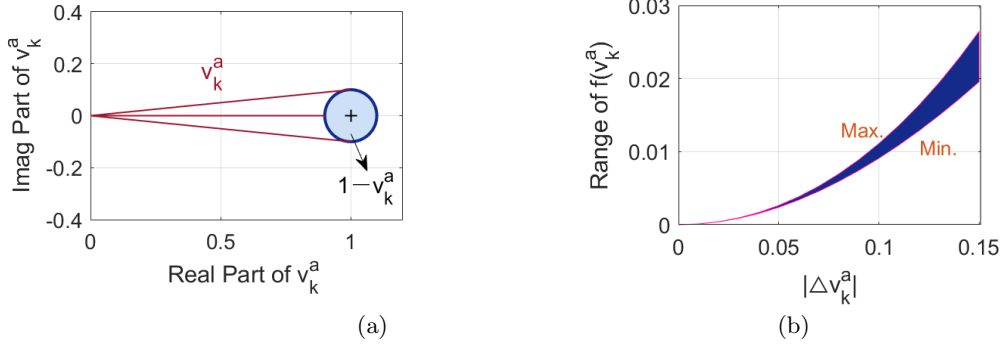 0.4
0.2
0
-0.2
-0.4
Imag Part of v_k^a
v_k^a
1-v_k^a
0
0.5
1
Real Part of v_k^a
(a)
0.03
0.02
0.01
0
Range of f(v_k^a)
Max.
Min.
0
0.05
0.1
0.15
|△v_k^a|
(b)